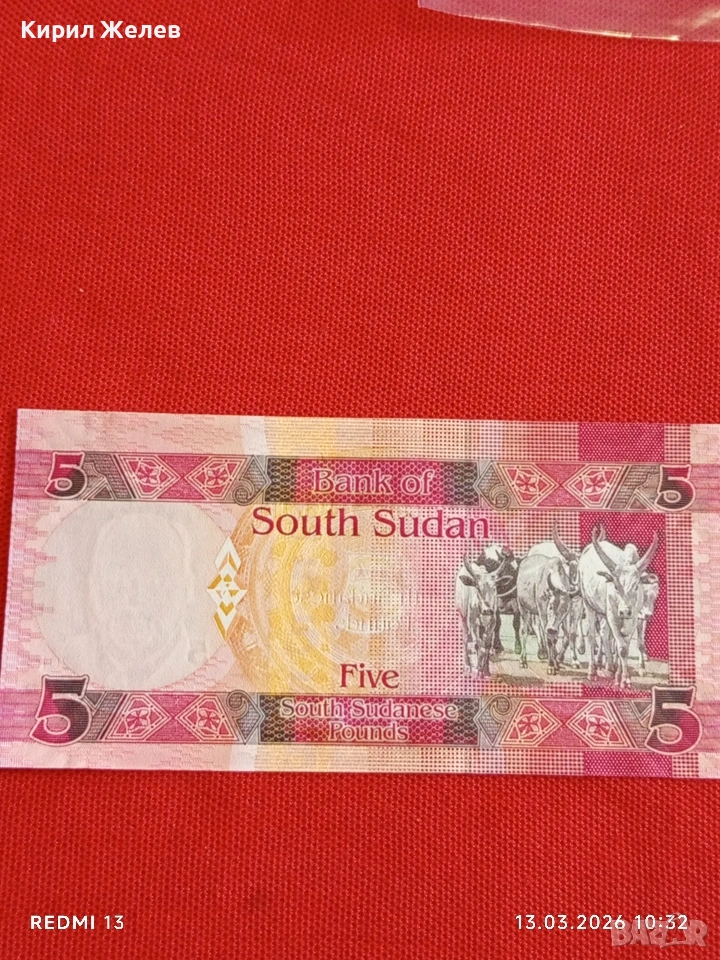 Кирил Желев
5
5
Bank of
South Sudan
Five
South Sudanese
Pounds
5
5
REDMI 13
13.03.2026 10:32
BAZAR